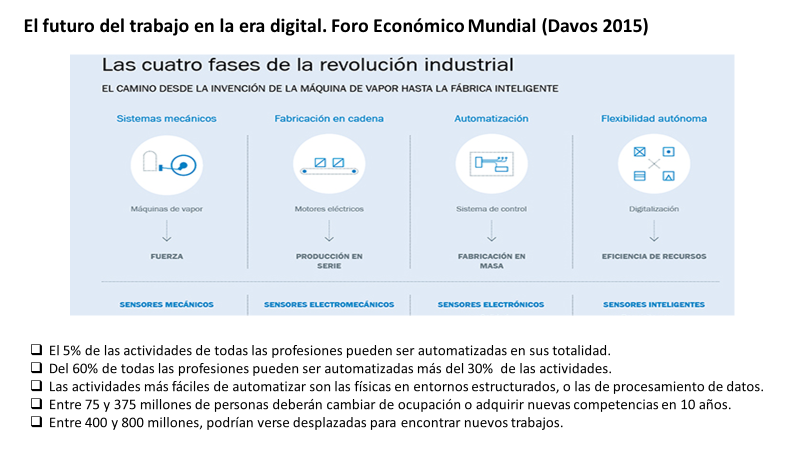 El futuro del trabajo en la era digital. Foro Económico Mundial (Davos 2015)
Las cuatro fases de la revolución industrial
EL CAMINO DESDE LA INVENCIÓN DE LA MÁQUINA DE VAPOR HASTA LA FÁBRICA INTELIGENTE
Sistemas mecánicos
Máquinas de vapor
FUERZA
SENSORES MECÁNICOS
Fabricación en cadena
Motores eléctricos
PRODUCCIÓN EN
SERIE
SENSORES ELECTROMECÁNICOS
Automatización
Sistema de control
FABRICACIÓN EN
MASA
SENSORES ELECTRÓNICOS
Flexibilidad autónoma
Digitalización
EFICIENCIA DE RECURSOS
SENSORES INTELIGENTES
El 5% de las actividades de todas las profesiones pueden ser automatizadas en sus totalidad.
Del 60% de todas las profesiones pueden ser automatizadas más del 30% de las actividades.
Las actividades más fáciles de automatizar son las físicas en entornos estructurados, o las de procesamiento de datos.
Entre 75 y 375 millones de personas deberán cambiar de ocupación o adquirir nuevas competencias en 10 años.
Entre 400 y 800 millones, podrían verse desplazadas para encontrar nuevos trabajos.